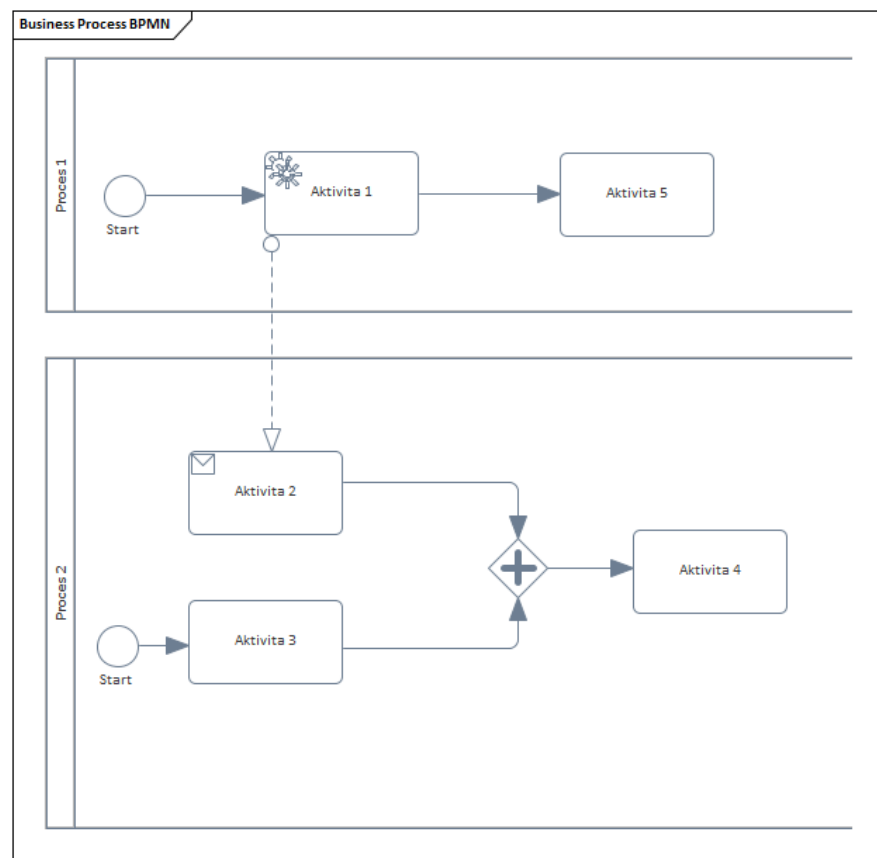 Business Process BPMN
Proces 1
Start
Aktivita 1
Aktivita 5
Proces 2
Aktivita 2
Aktivita 3
Start
Aktivita 4